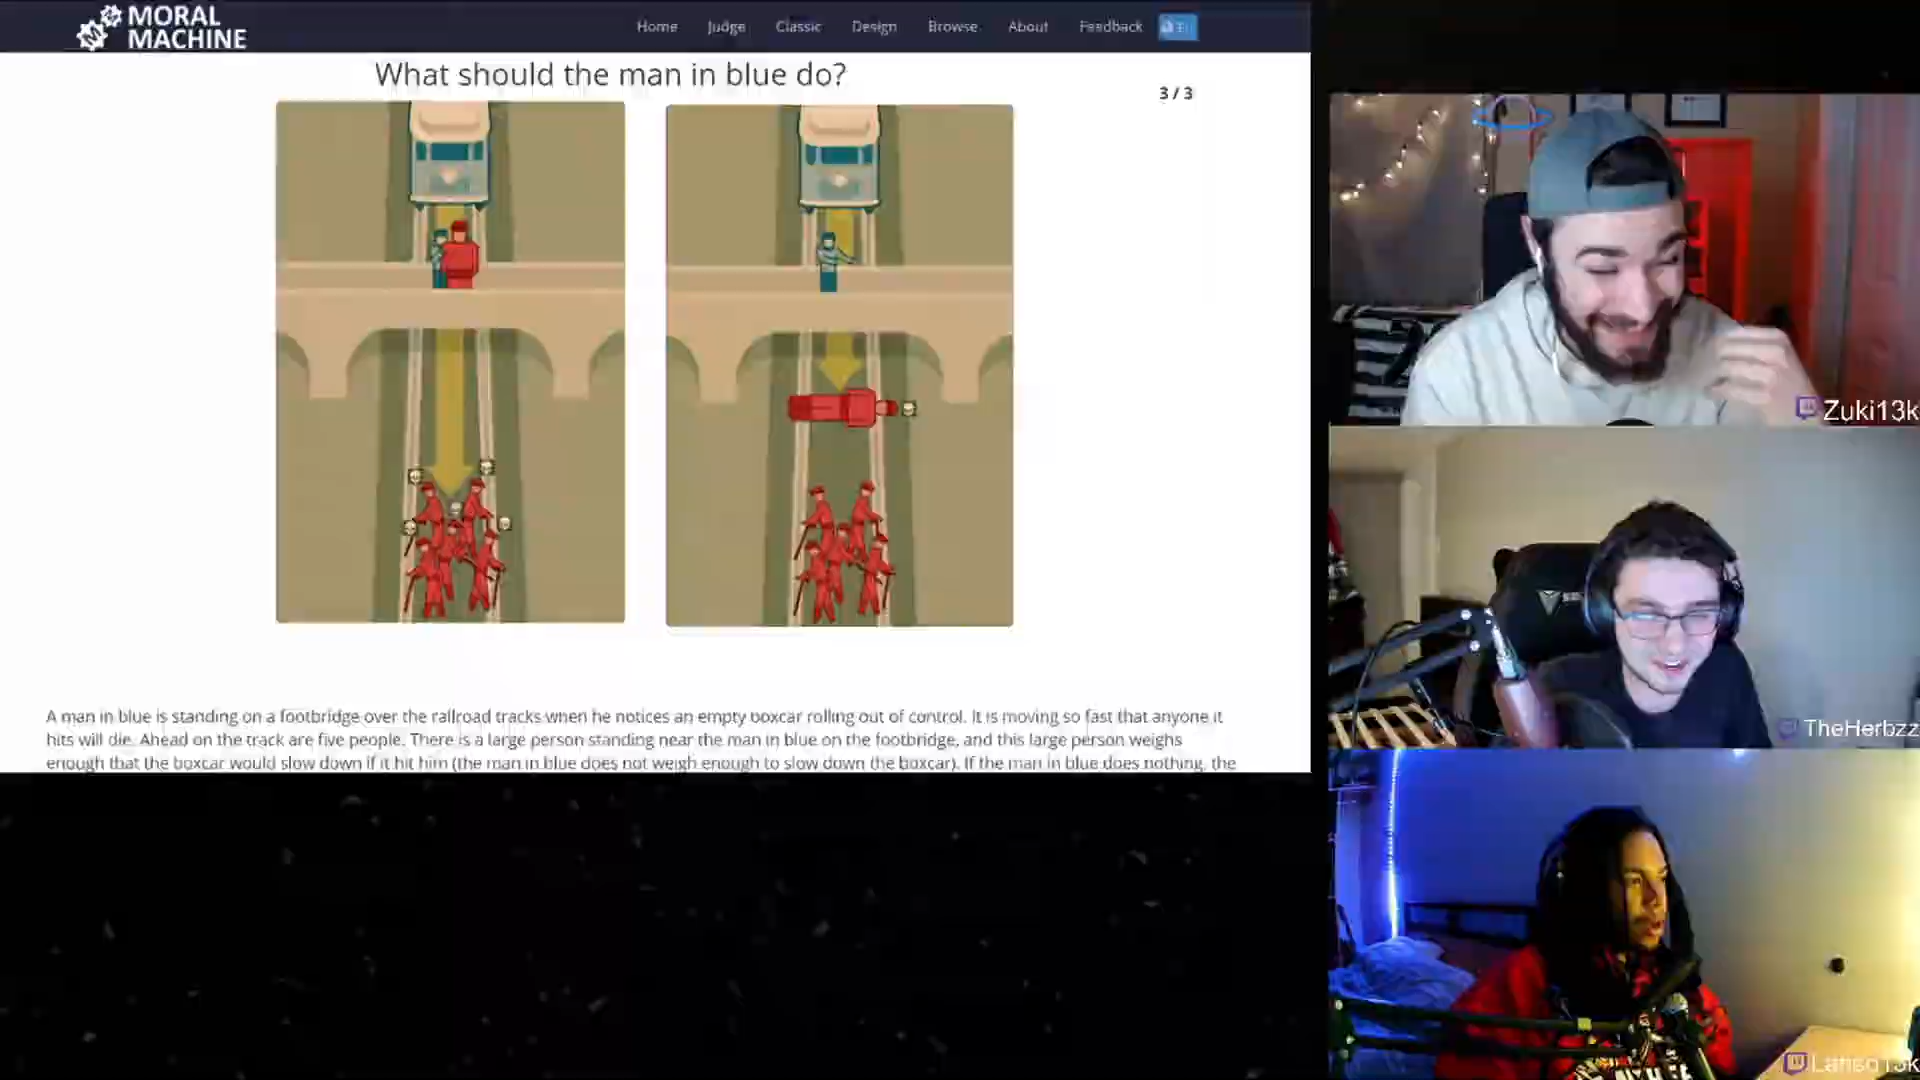 MORAL
MACHINE
Home Judge Classic Design Browse About Feedback
What should the man in blue do?
3 / 3
A man in blue is standing on a footbridge over the railroad tracks when he notices an empty boxcar rolling out of control. It is moving so fast that anyone it
hits will die. Ahead on the track are five people. There is a large person standing near the man in blue on the footbridge, and this large person weighs
enough that the boxcar would slow down if it hit him (the man in blue does not weigh enough to slow down the boxcar). If the man in blue does nothing, the
Zuki13k
TheHerbzz